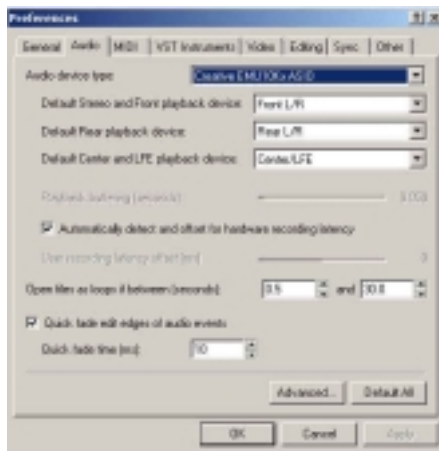 Preferences
General Audio MIDI VST Instruments Video Editing Sync Other
Audio device type: Creative EMU10Kx ASIO
Default Stereo and Front playback device: Front L/R
Default Rear playback device: Rear L/R
Default Center and LFE playback device: Center/LFE
Playback buffering (seconds):
Automatically detect and offset for hardware recording latency
User recording latency offset (ms): 0
Open files as loops if between (seconds): 0.5 and 30.0
Quick fade edit edges of audio events
Quick fade time (ms): 10
Advanced... Default All
OK Cancel Apply